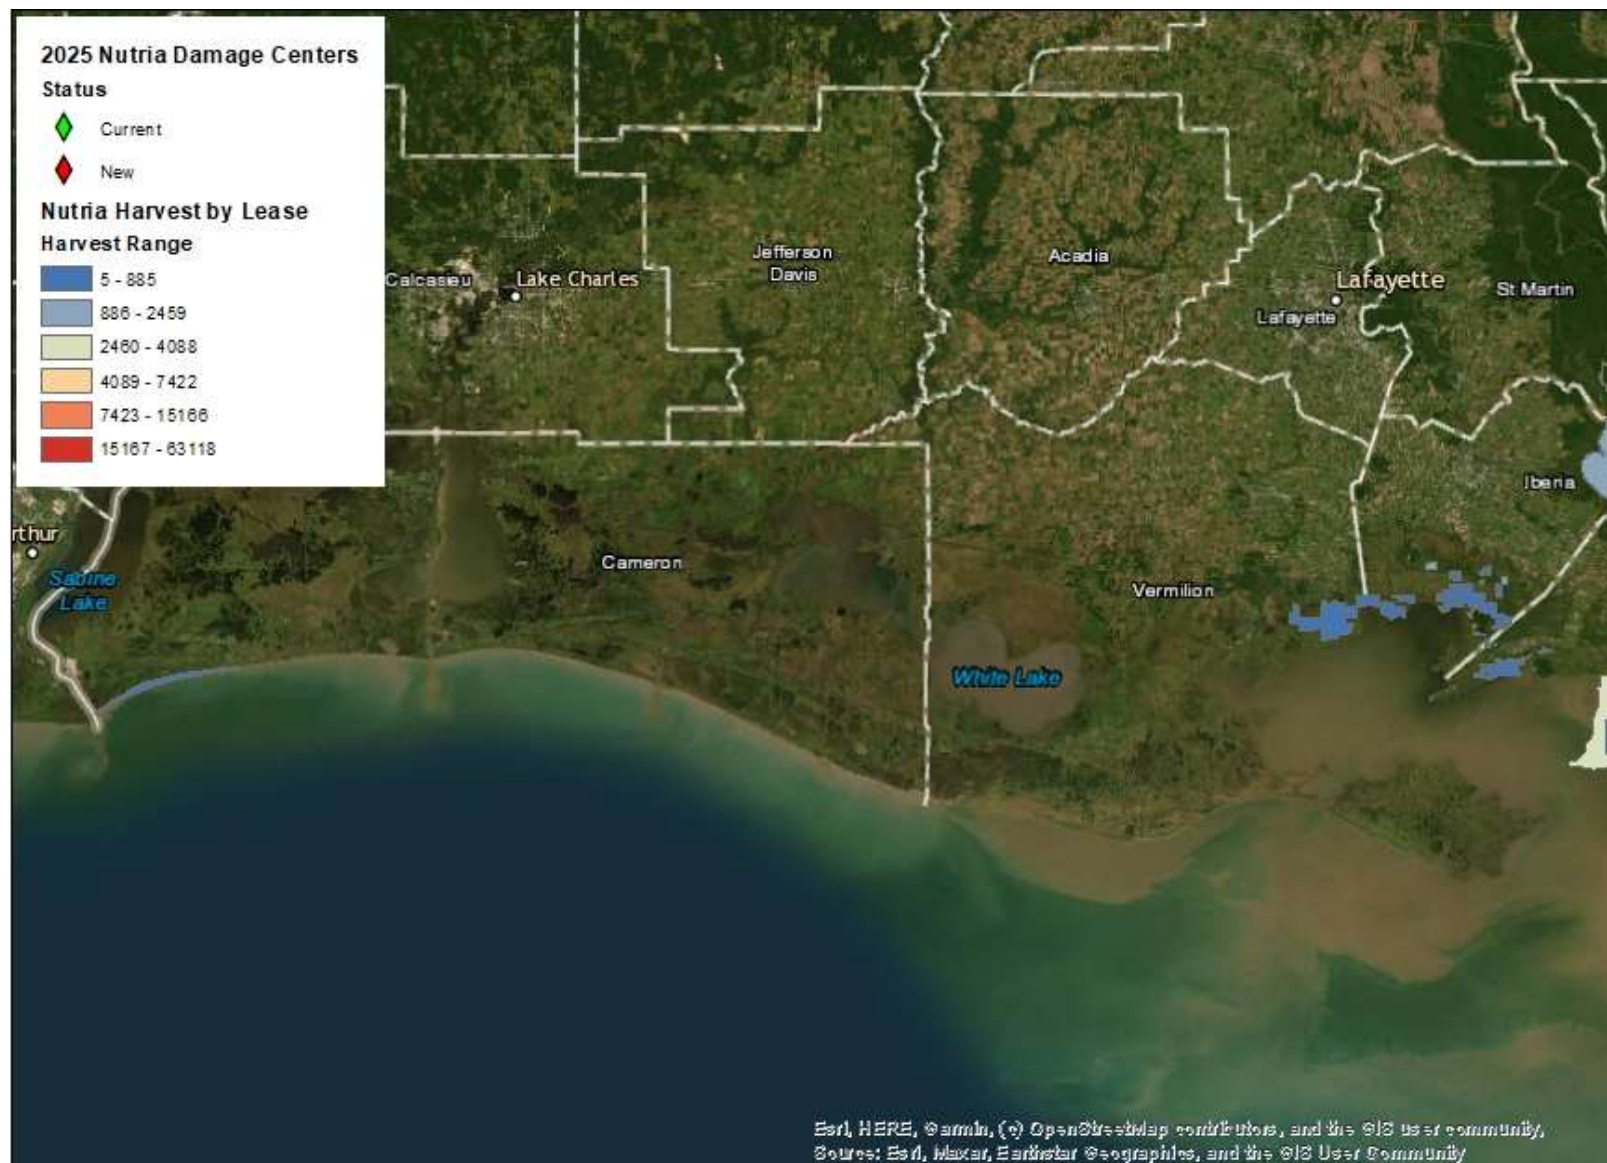 2025 Nutria Damage Centers
Status
Current
New
Nutria Harvest by Lease
Harvest Range
5 - 885
886 - 2459
2460 - 4088
4089 - 7422
7423 - 15166
15167 - 63118
Jefferson
Davis
Acadia
Calcasieu
Lake Charles
Lafayette
St Martin
Lafayette
Iberia
rthur
Cameron
Sabine
Lake
Vermilion
White Lake
Esri, HERE, Garmin, (c) OpenStreetMap contributors, and the GIS user community,
Source: Esri, Maxar, Earthstar Geographics, and the GIS User Community